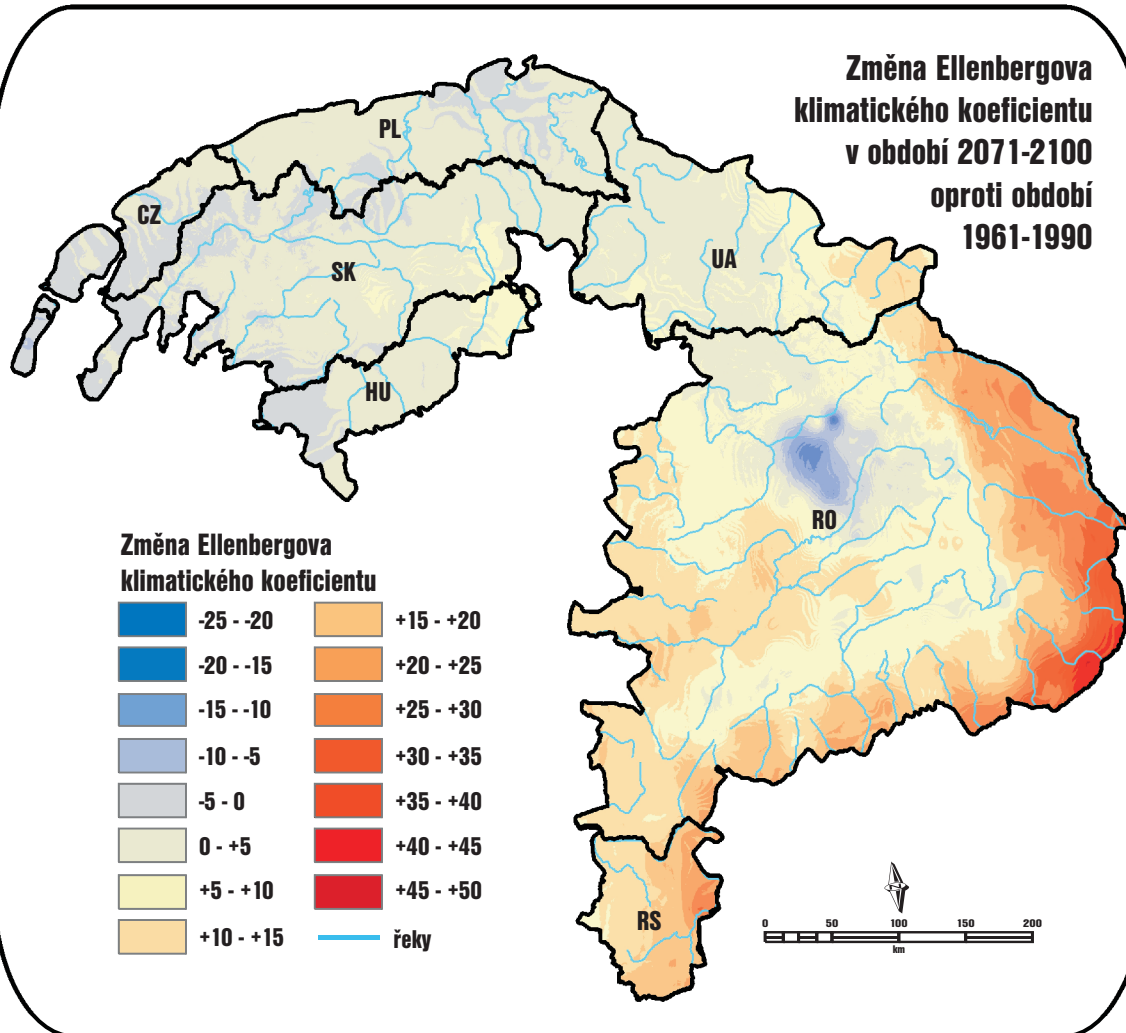 Změna Ellenbergova
klimatického koeficientu
v období 2071-2100
oproti období
1961-1990
PL
CZ
SK
UA
HU
RO
RS
Změna Ellenbergova
klimatického koeficientu
-25 - -20
-20 - -15
-15 - -10
-10 - -5
-5 - 0
0 - +5
+5 - +10
+10 - +15
+15 - +20
+20 - +25
+25 - +30
+30 - +35
+35 - +40
+40 - +45
+45 - +50
řeky
0 50 100 150 200
km